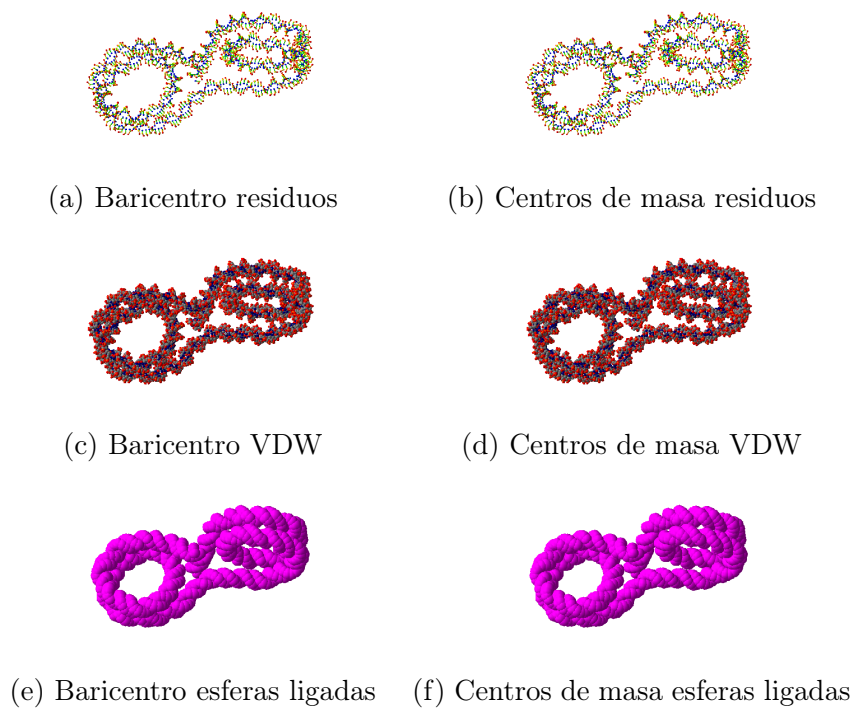 (a) Baricentro residuos
(b) Centros de masa residuos
(c) Baricentro VDW
(d) Centros de masa VDW
(e) Baricentro esferas ligadas
(f) Centros de masa esferas ligadas